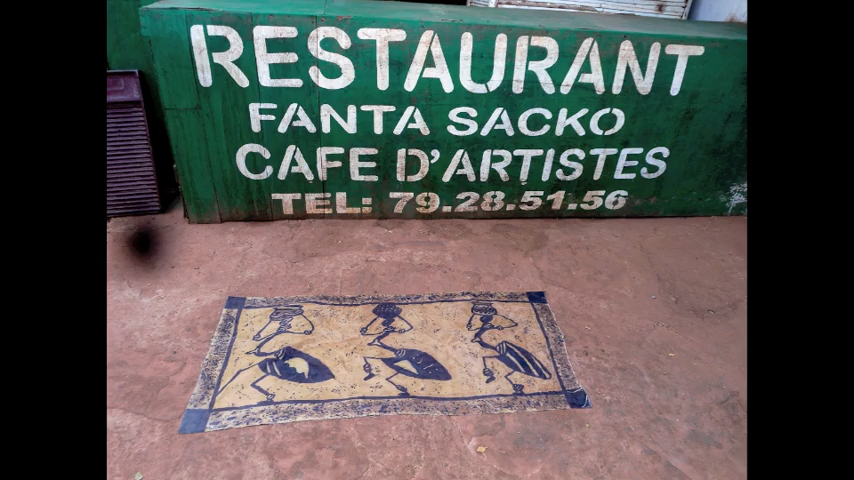 RESTAURANT
FANTA SACKO
CAFE D'ARTISTES
TEL: 79.28.51.56